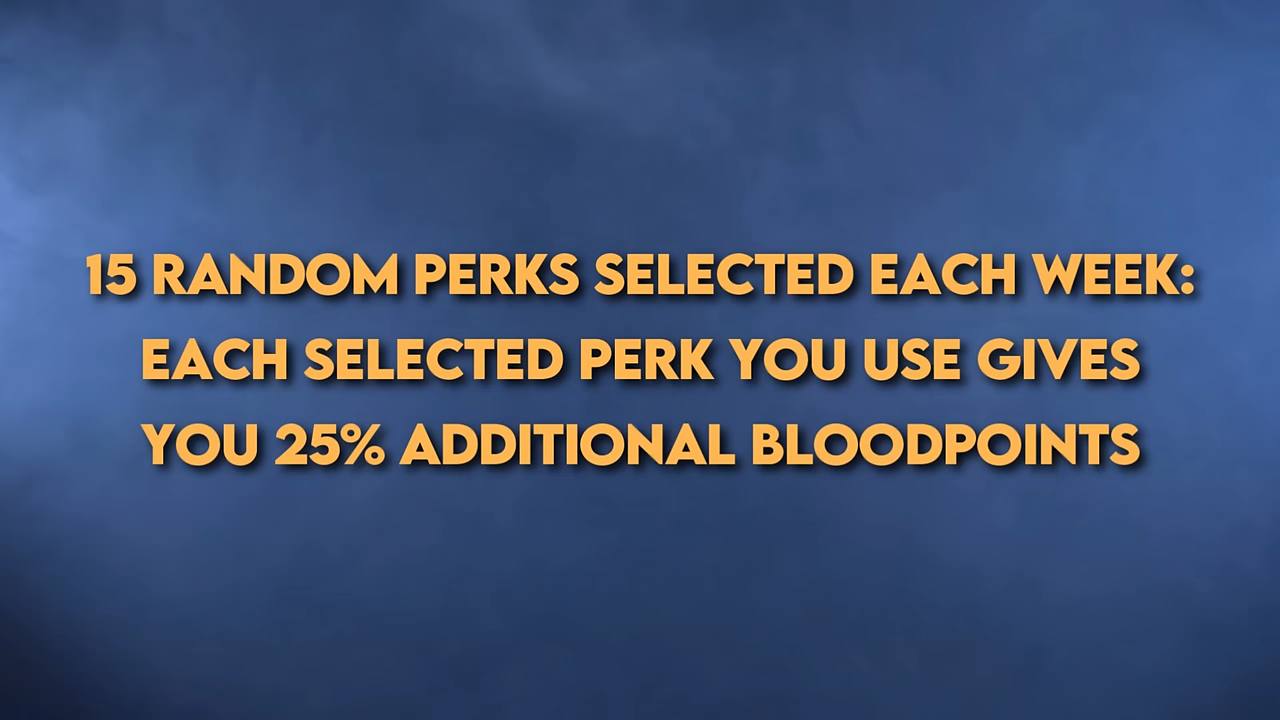 15 RANDOM PERKS SELECTED EACH WEEK:
EACH SELECTED PERK YOU USE GIVES
YOU 25% ADDITIONAL BLOODPOINTS